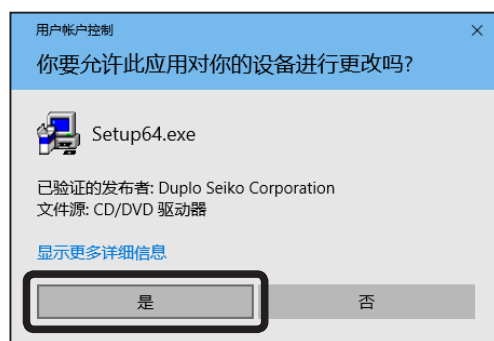 用户帐户控制
你要允许此应用对你的设备进行更改吗?
Setup64.exe
已验证的发布者: Duplo Seiko Corporation
文件源: CD/DVD 驱动器
显示更多详细信息
是
否